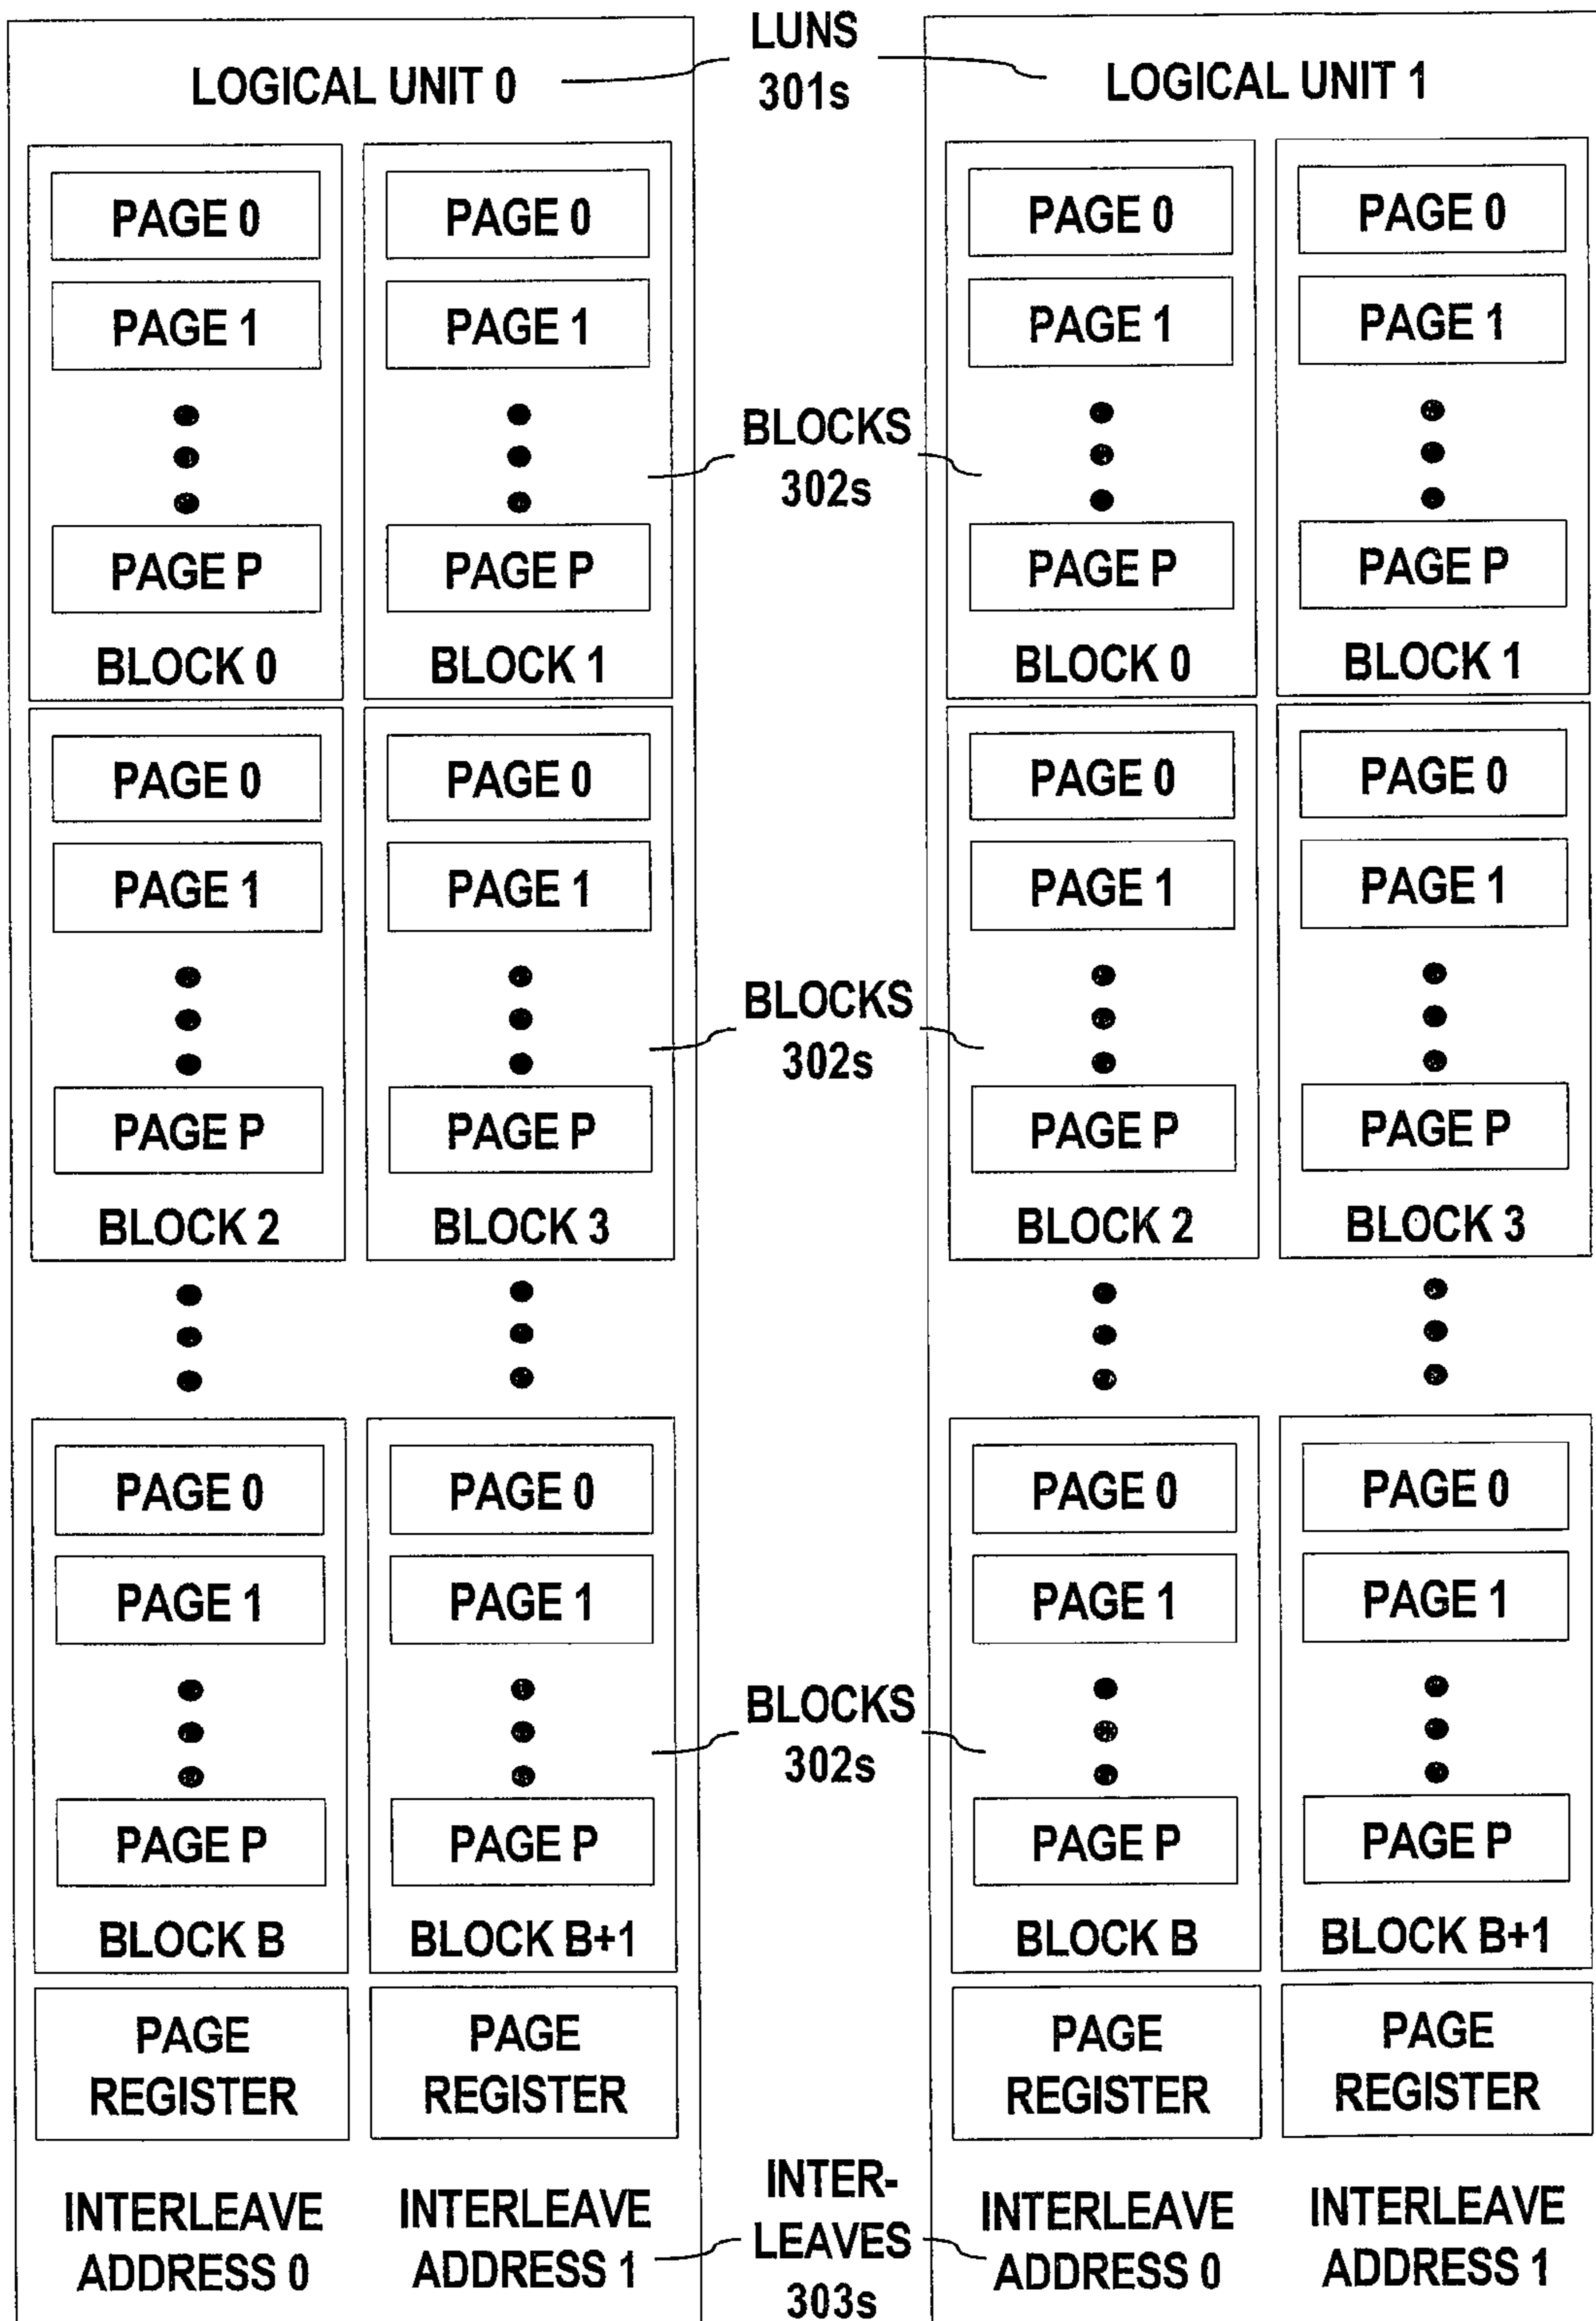 LUNS
301s
LOGICAL UNIT 0
LOGICAL UNIT 1
PAGE 0
PAGE 0
PAGE 0
PAGE 0
PAGE 1
PAGE 1
PAGE 1
PAGE 1
BLOCKS
302s
PAGE P
PAGE P
PAGE P
PAGE P
BLOCK 0
BLOCK 1
BLOCK 0
BLOCK 1
PAGE 0
PAGE 0
PAGE 0
PAGE 0
PAGE 1
PAGE 1
PAGE 1
PAGE 1
BLOCKS
302s
PAGE P
PAGE P
PAGE P
PAGE P
BLOCK 2
BLOCK 3
BLOCK 2
BLOCK 3
PAGE 0
PAGE 0
PAGE 0
PAGE 0
PAGE 1
PAGE 1
PAGE 1
PAGE 1
BLOCKS
302s
PAGE P
PAGE P
PAGE P
PAGE P
BLOCK B
BLOCK B+1
BLOCK B
BLOCK B+1
PAGE
REGISTER
PAGE
REGISTER
PAGE
REGISTER
PAGE
REGISTER
INTERLEAVE
ADDRESS 0
INTERLEAVE
ADDRESS 1
INTER-
LEAVES
303s
INTERLEAVE
ADDRESS 0
INTERLEAVE
ADDRESS 1